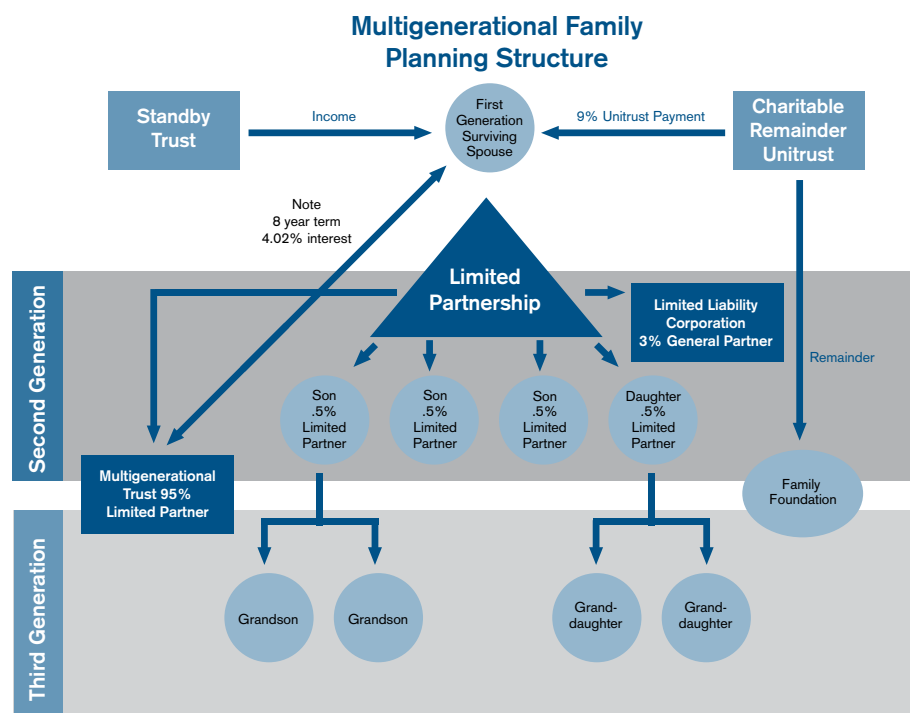 Multigenerational Family
Planning Structure
Standby
Trust
Income
First
Generation
Surviving
Spouse
9% Unitrust Payment
Charitable
Remainder
Unitrust
Note
8 year term
4.02% interest
Limited
Partnership
Limited Liability
Corporation
3% General Partner
Remainder
Second Generation
Son
.5%
Limited
Partner
Son
.5%
Limited
Partner
Son
.5%
Limited
Partner
Daughter
.5%
Limited
Partner
Multigenerational
Trust 95%
Limited Partner
Family
Foundation
Third Generation
Grandson
Grandson
Grand-
daughter
Grand-
daughter